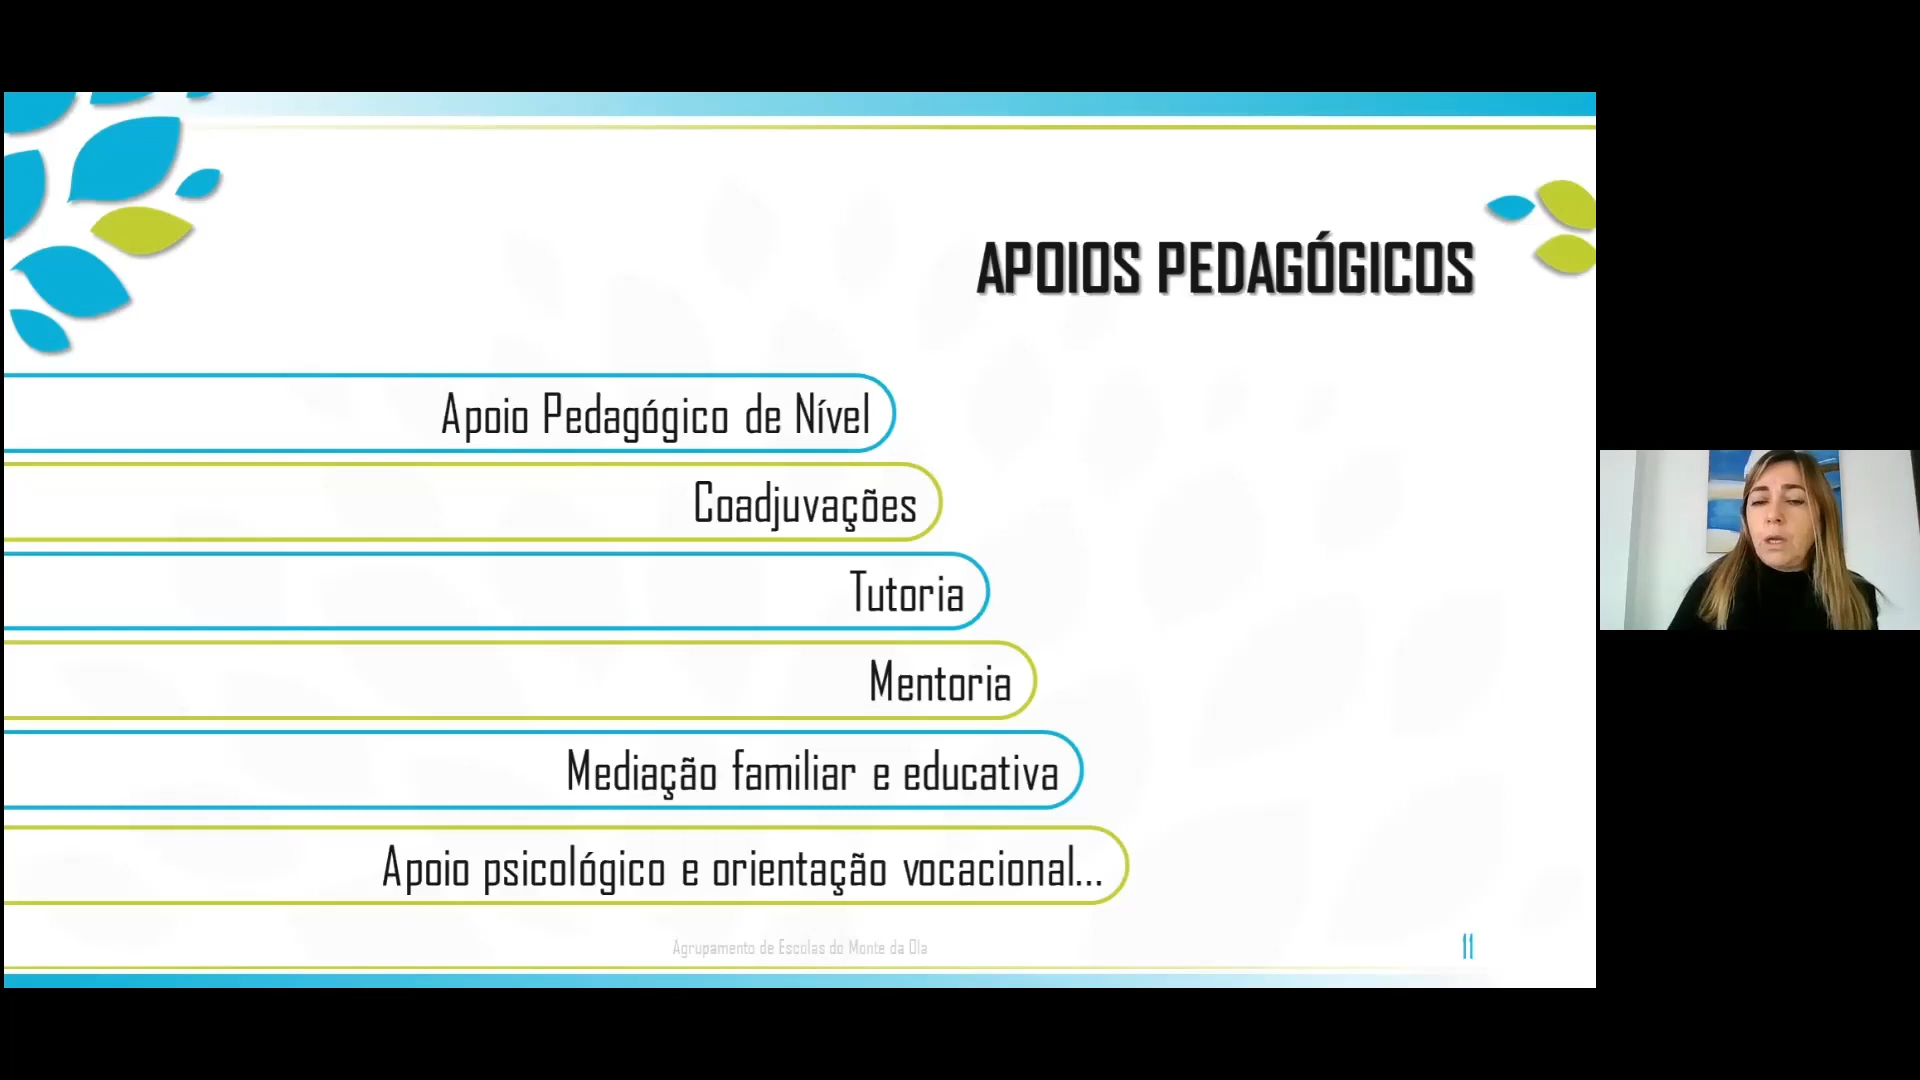 APOIOS PEDAGÓGICOS
Apoio Pedagógico de Nível
Coadjuvações
Tutoria
Mentoria
Mediação familiar e educativa
Apoio psicológico e orientação vocacional...
Agrupamento de Escolas do Monte da Ola
11